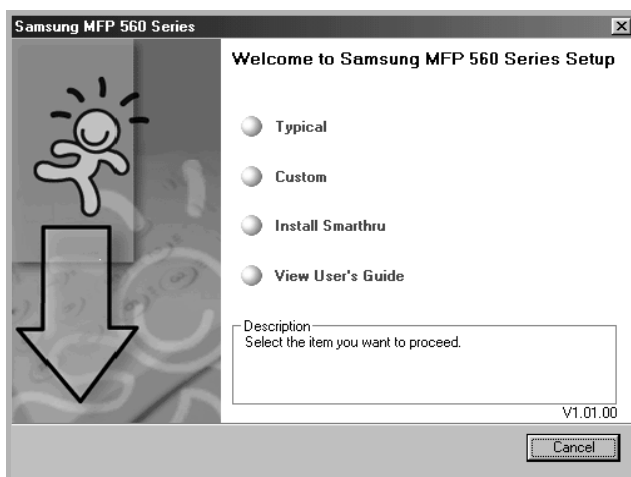 Samsung MFP 560 Series
Welcome to Samsung MFP 560 Series Setup
Typical
Custom
Install Smarthru
View User's Guide
Description
Select the item you want to proceed.
V1.01.00
Cancel